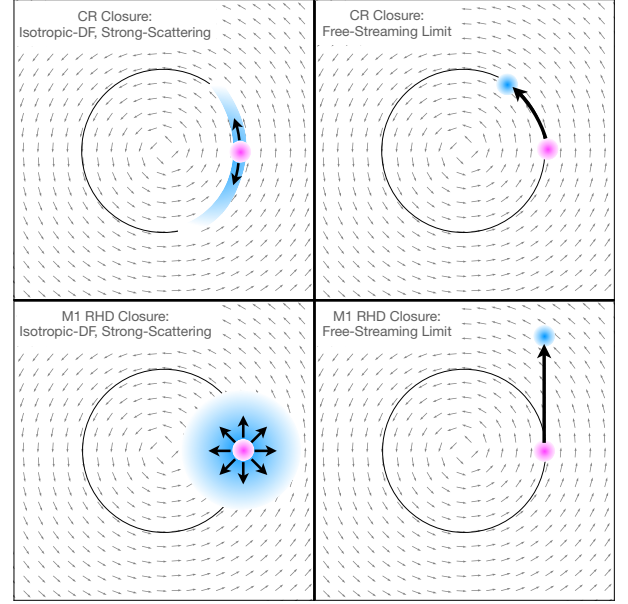 CR Closure:
Isotropic-DF, Strong-Scattering
CR Closure:
Free-Streaming Limit
M1 RHD Closure:
Isotropic-DF, Strong-Scattering
M1 RHD Closure:
Free-Streaming Limit